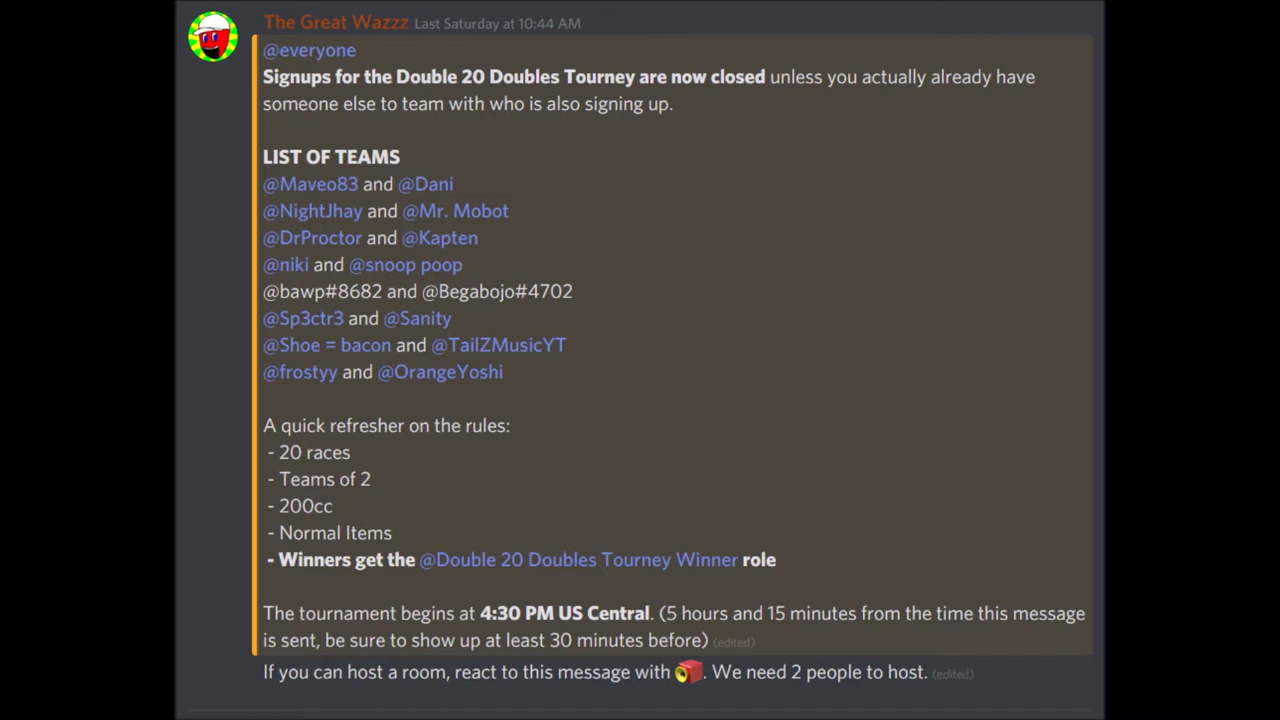 The Great Wazzz Last Saturday at 10:44 AM
@everyone
Signups for the Double 20 Doubles Tourney are now closed unless you actually already have
someone else to team with who is also signing up.
LIST OF TEAMS
@Maveo83 and @Dani
@NightJhay and @Mr. Mobot
@DrProctor and @Kapten
@niki and @snoop poop
@bawp#8682 and @Begabojo#4702
@Sp3ctr3 and @Sanity
@Shoe = bacon and @TailZMusicYT
@frostyy and @OrangeYoshi
A quick refresher on the rules:
- 20 races
- Teams of 2
- 200cc
- Normal Items
- Winners get the @Double 20 Doubles Tourney Winner role
The tournament begins at 4:30 PM US Central. (5 hours and 15 minutes from the time this message
is sent, be sure to show up at least 30 minutes before) (edited)
If you can host a room, react to this message with . We need 2 people to host. (edited)